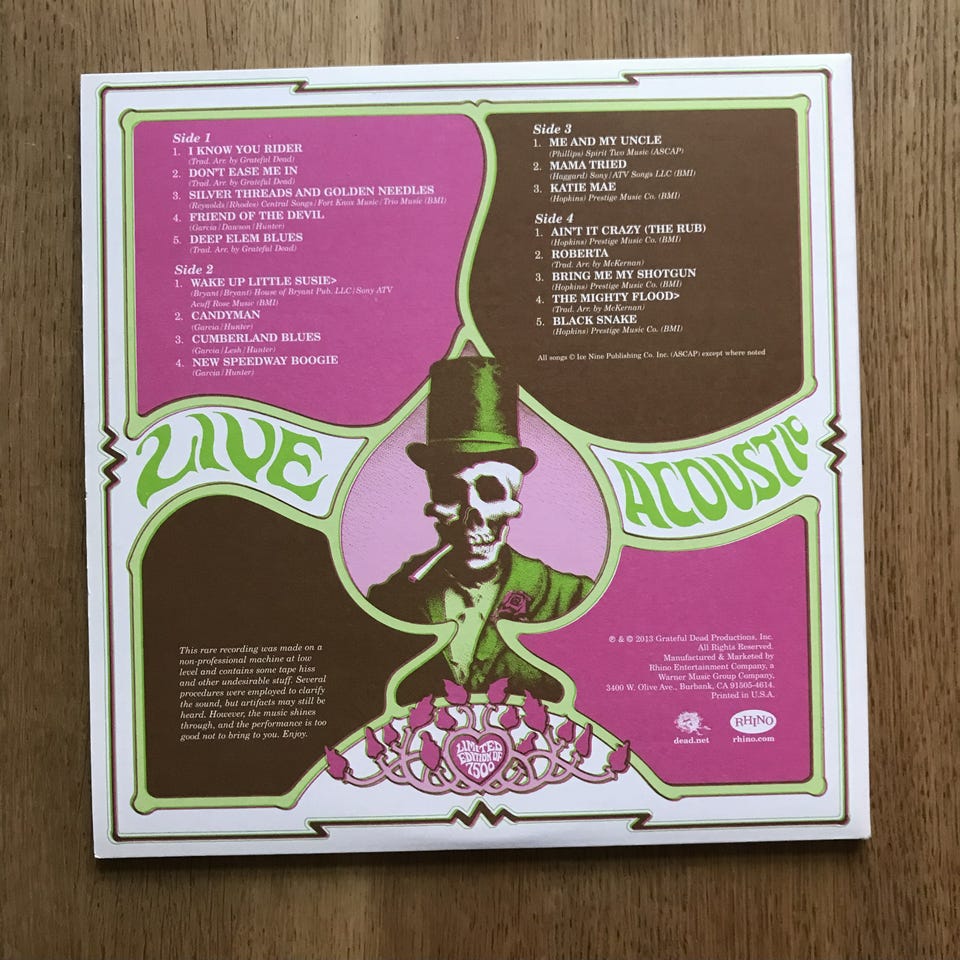 Side 1
1. I KNOW YOU RIDER
(Trad. Arr. by Grateful Dead)
2. DON'T EASE ME IN
(Trad. Arr. by Grateful Dead)
3. SILVER THREADS AND GOLDEN NEEDLES
(Reynolds/Rhodes) Central Songs/Fort Knox Music/Trio Music (BMI)
4. FRIEND OF THE DEVIL
(Garcia/Dawson/Hunter)
5. DEEP ELEM BLUES
(Trad. Arr. by Grateful Dead)
Side 2
1. WAKE UP LITTLE SUSIE>
(Bryant/Bryant) House of Bryant Pub. LLC/Sony ATV
Acuff Rose Music (BMI)
2. CANDYMAN
(Garcia/Hunter)
3. CUMBERLAND BLUES
(Garcia/Lesh/Hunter)
4. NEW SPEEDWAY BOOGIE
(Garcia/Hunter)
Side 3
1. ME AND MY UNCLE
(Phillips) Spirit Two Music (ASCAP)
2. MAMA TRIED
(Haggard) Sony/ATV Songs LLC (BMI)
3. KATIE MAE
(Hopkins) Prestige Music Co. (BMI)
Side 4
1. AIN'T IT CRAZY (THE RUB)
(Hopkins) Prestige Music Co. (BMI)
2. ROBERTA
(Trad. Arr. by McKernan)
3. BRING ME MY SHOTGUN
(Hopkins) Prestige Music Co. (BMI)
4. THE MIGHTY FLOOD>
(Trad. Arr. by McKernan)
5. BLACK SNAKE
(Hopkins) Prestige Music Co. (BMI)
All songs © Ice Nine Publishing Co. Inc. (ASCAP) except where noted
LIVE
ACOUSTIC
This rare recording was made on a
non-professional machine at low
level and contains some tape hiss
and other undesirable stuff. Several
procedures were employed to clarify
the sound, but artifacts may still be
heard. However, the music shines
through, and the performance is too
good not to bring to you. Enjoy.
℗ & © 2013 Grateful Dead Productions, Inc.
All Rights Reserved.
Manufactured & Marketed by
Rhino Entertainment Company, a
Warner Music Group Company,
3400 W. Olive Ave., Burbank, CA 91505-4614.
Printed in U.S.A.
RHINO
dead.net rhino.com
LIMITED
EDITION OF
7500